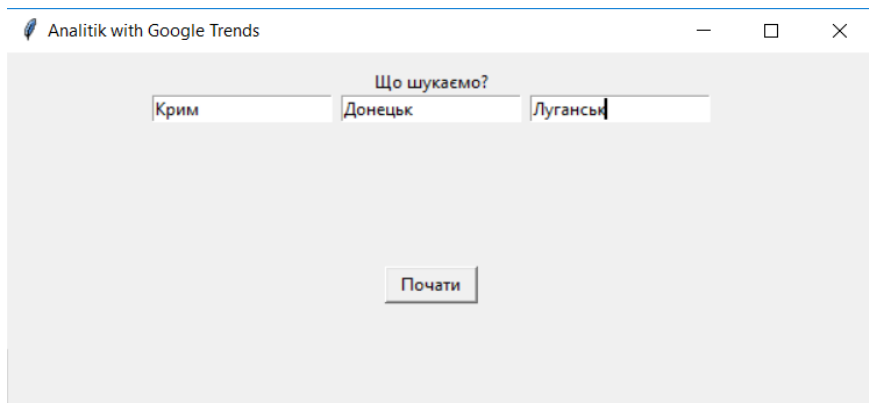 Analitik with Google Trends
Що шукаємо?
Крим Донецьк Луганськ
Почати